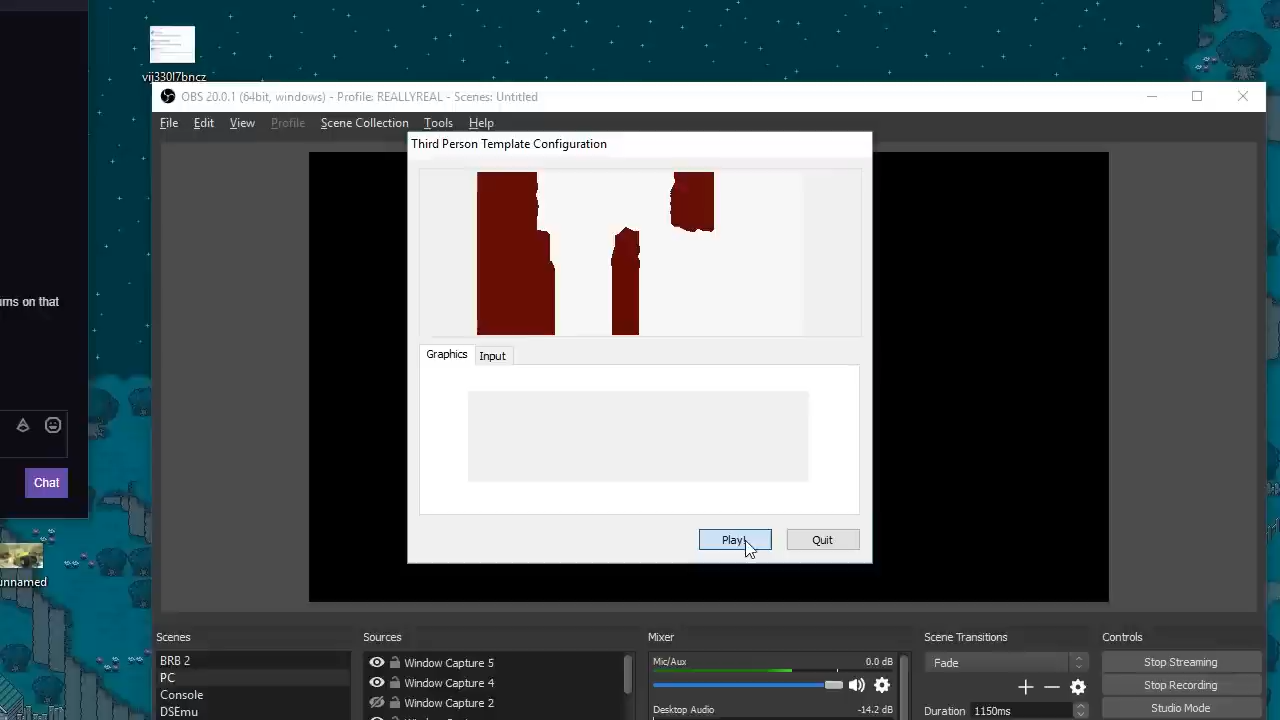 vij330l7bncz
OBS 20.0.1 (64bit, windows) - Profile: REALLYREAL - Scenes: Untitled
File Edit View Profile Scene Collection Tools Help
Third Person Template Configuration
on that
Graphics Input
Chat
Play!
Quit
unnamed
Scenes
BRB 2
PC
Console
DSEmu
Sources
Window Capture 5
Window Capture 4
Window Capture 2
Mixer
Mic/Aux 0.0 dB
Desktop Audio -14.2 dB
Scene Transitions
Fade
Duration 1150ms
Controls
Stop Streaming
Stop Recording
Studio Mode